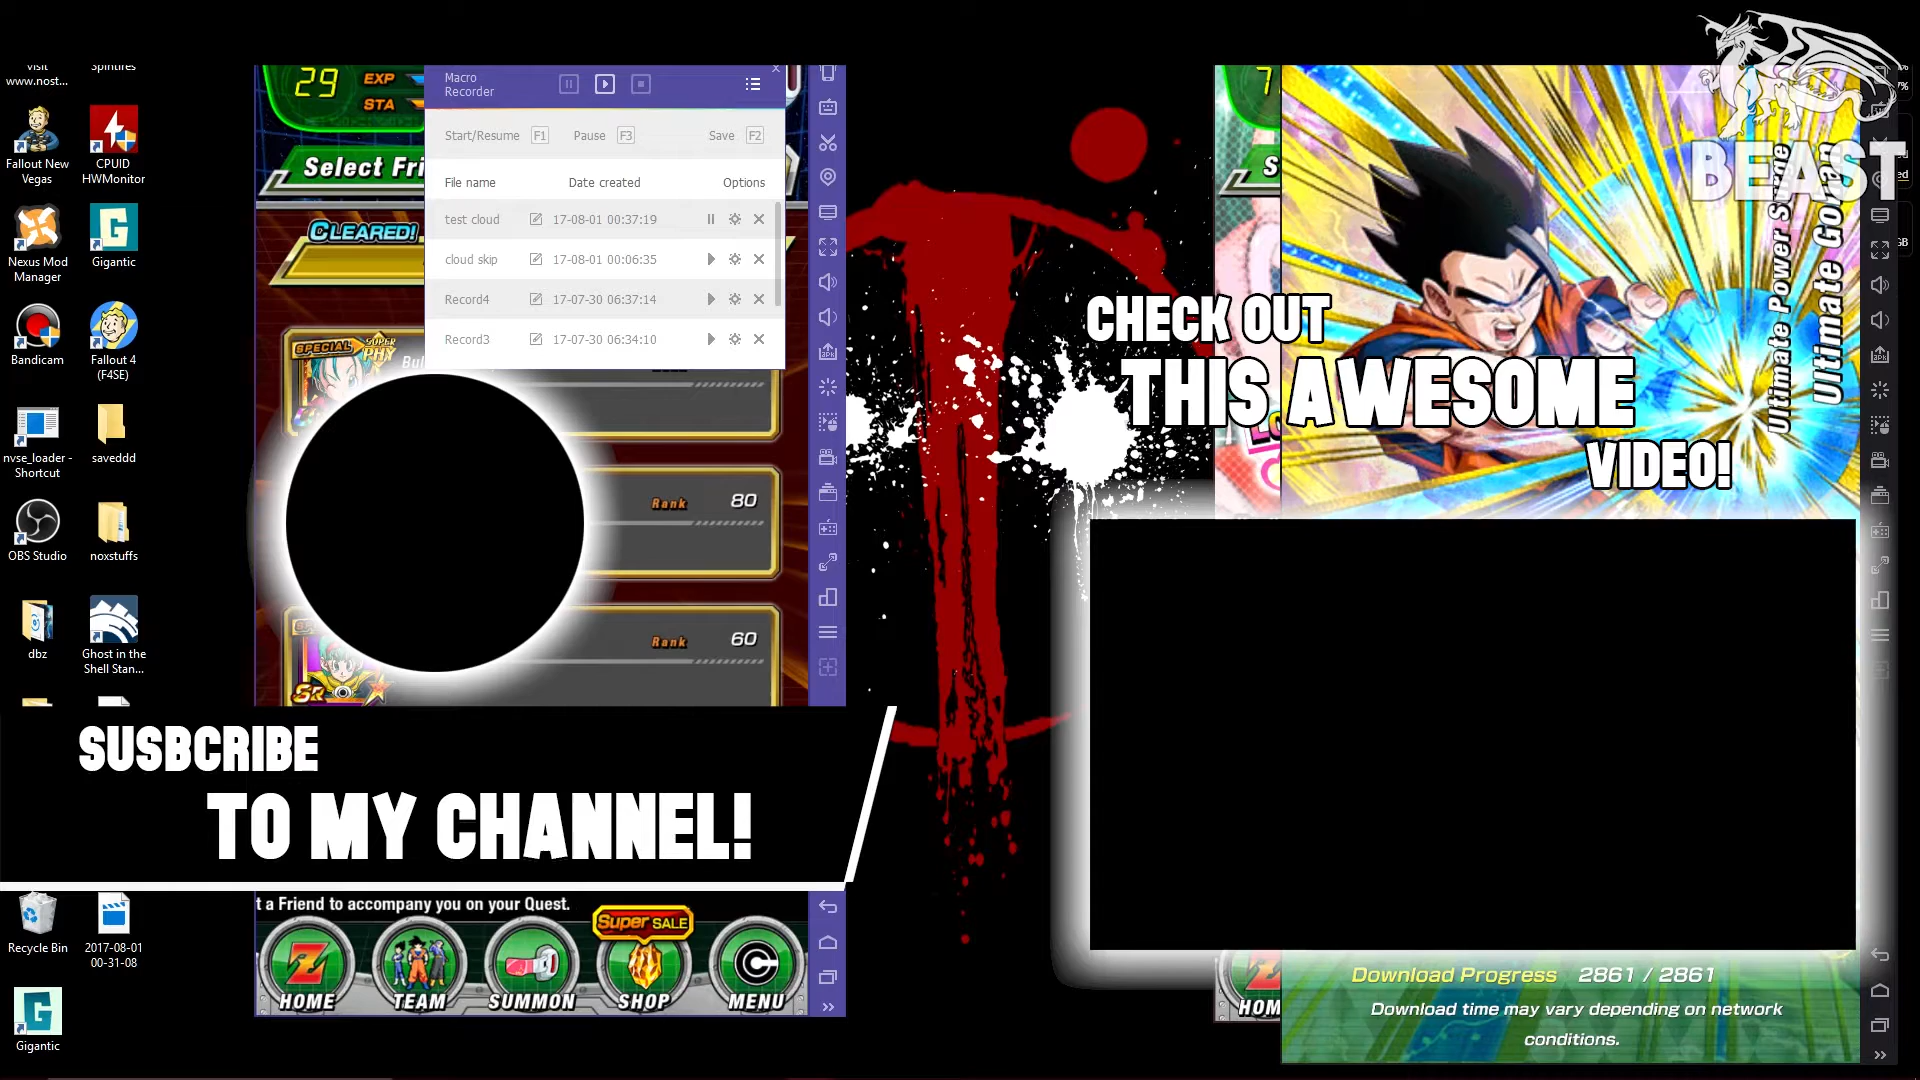 visit
www.nost...
Spintires
Fallout New
Vegas
CPUID
HWMonitor
Nexus Mod
Manager
Gigantic
Bandicam
Fallout 4
(F4SE)
nvse_loader -
Shortcut
saveddd
OBS Studio
noxstuffs
dbz
Ghost in the
Shell Stan...
Recycle Bin
2017-08-01
00-31-08
Gigantic
29
EXP
STA
Select Fri
CLEARED!
Macro
Recorder
Start/Resume F1 Pause F3 Save F2
File name Date created Options
test cloud 17-08-01 00:37:19
cloud skip 17-08-01 00:06:35
Record4 17-07-30 06:37:14
Record3 17-07-30 06:34:10
SPECIAL
SUPER
PHY
Bul
Rank 80
Rank 60
SR
SUSBCRIBE
TO MY CHANNEL!
t a Friend to accompany you on your Quest.
Super SALE
HOME TEAM SUMMON SHOP MENU
BEAST
Ultimate Gohan
CHECK OUT
THIS AWESOME
VIDEO!
HOM
Download Progress 2861 / 2861
Download time may vary depending on network
conditions.